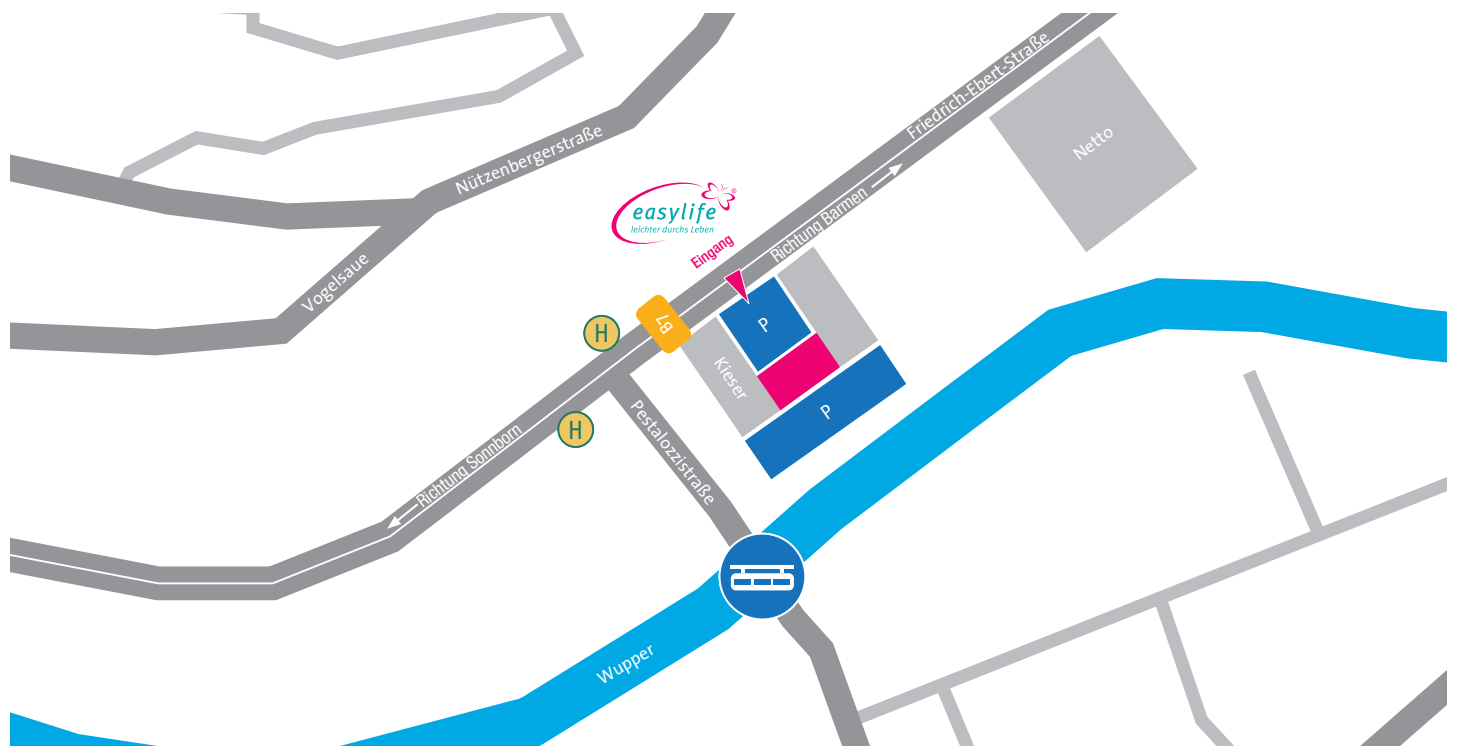 Friedrich-Ebert-Straße
Netto
Nützenbergerstraße
easylife®
leichter durchs Leben
Richtung Barmen
Eingang
Vogelsaue
B7
P
H
Kieser
P
H
Pestalozzistraße
Richtung Sonnborn
Wupper